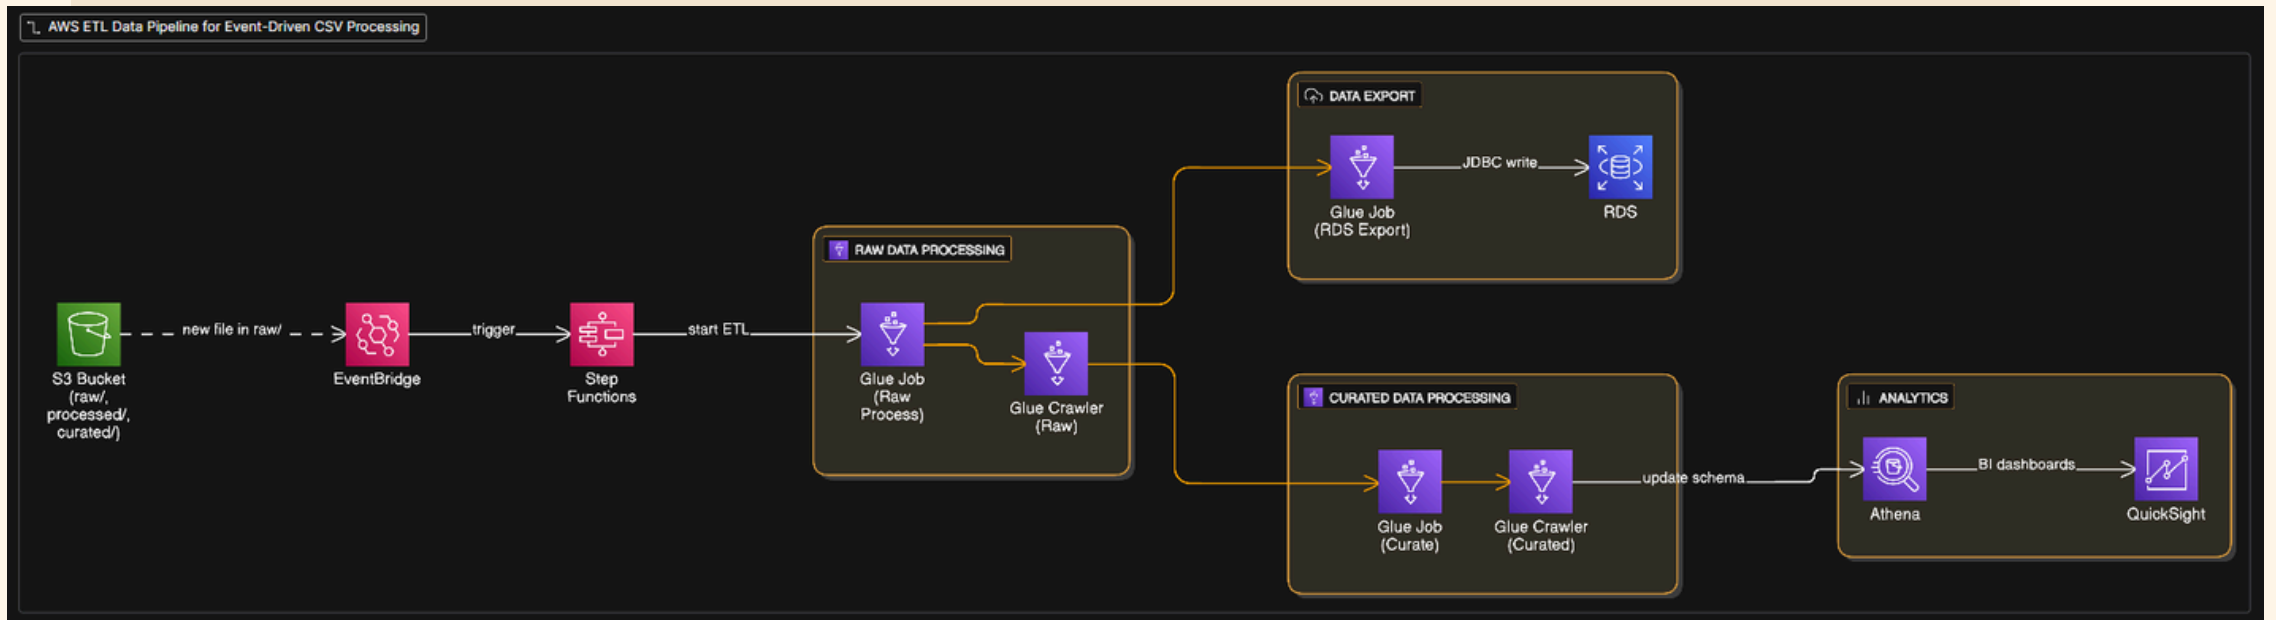 AWS ETL Data Pipeline for Event-Driven CSV Processing
DATA EXPORT
Glue Job
(RDS Export)
JDBC write
RDS
RAW DATA PROCESSING
S3 Bucket
(raw/,
processed/,
curated/)
new file in raw/
EventBridge
trigger
Step
Functions
start ETL
Glue Job
(Raw
Process)
Glue Crawler
(Raw)
CURATED DATA PROCESSING
Glue Job
(Curate)
Glue Crawler
(Curated)
update schema
ANALYTICS
Athena
BI dashboards
QuickSight